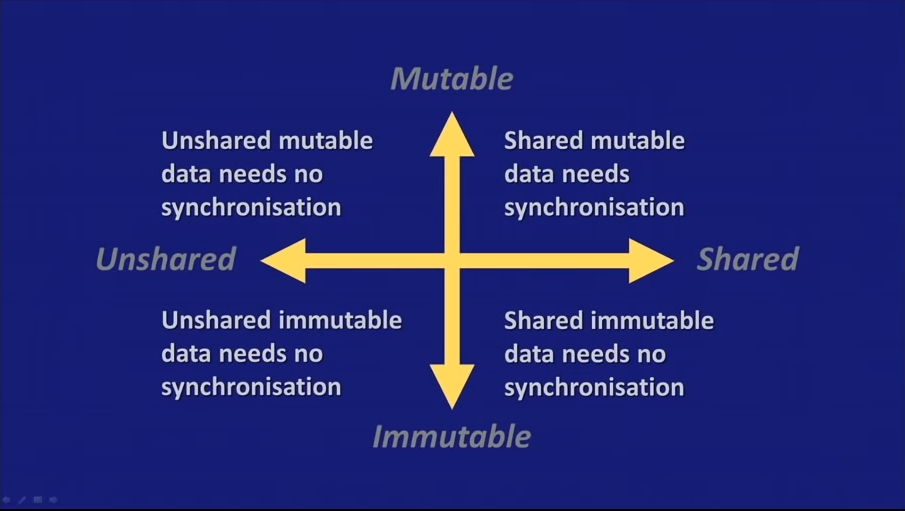 Mutable
Unshared mutable
data needs no
synchronisation
Shared mutable
data needs
synchronisation
Unshared
Shared
Unshared immutable
data needs no
synchronisation
Shared immutable
data needs no
synchronisation
Immutable